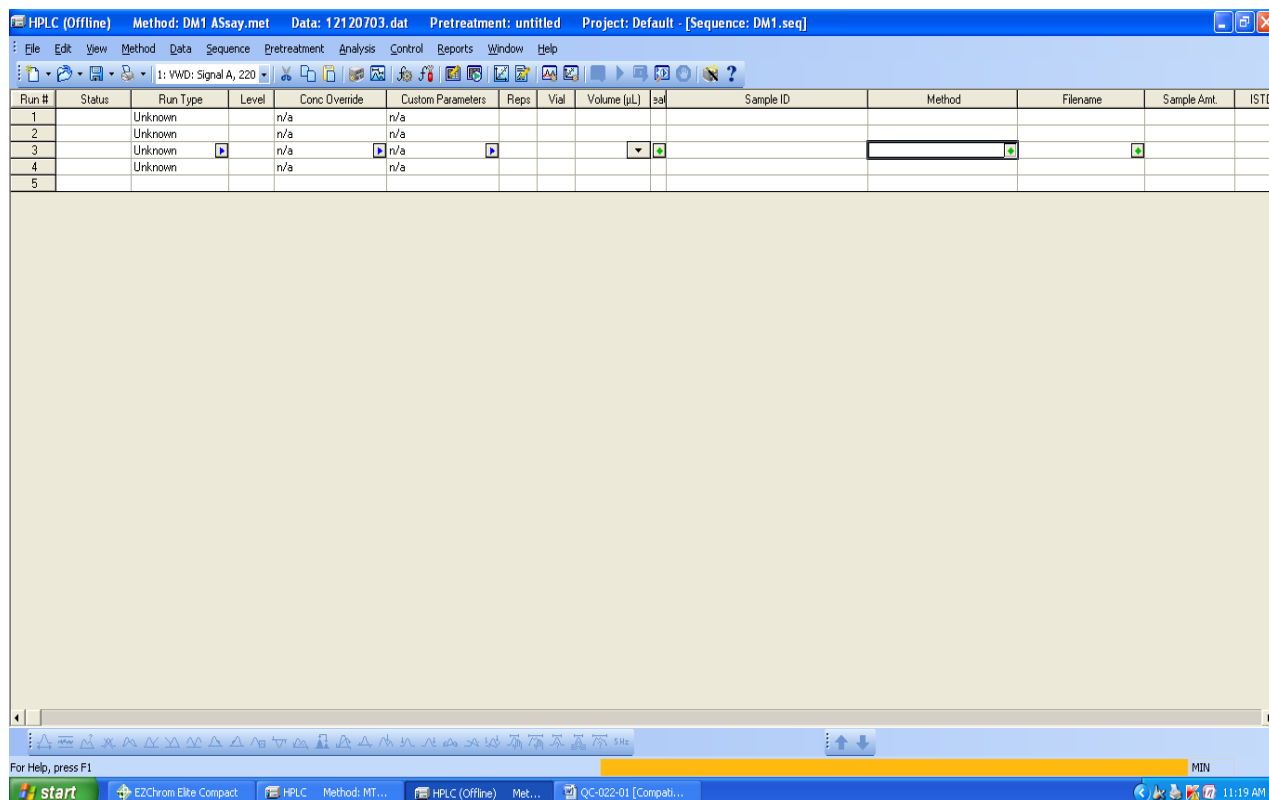 HPLC (Offline) Method: DM1 ASsay.met Data: 12120703.dat Pretreatment: untitled Project: Default - [Sequence: DM1.seq]
File Edit View Method Data Sequence Pretreatment Analysis Control Reports Window Help
1: VWD: Signal A, 220
Run # Status Run Type Level Conc Override Custom Parameters Reps Vial Volume (µL) eat Sample ID Method Filename Sample Amt. ISTD
1 Unknown n/a n/a
2 Unknown n/a n/a
3 Unknown n/a n/a
4 Unknown n/a n/a
5
5 Hz
For Help, press F1 MIN
start EZChrom Elite Compact HPLC Method: MT... HPLC (Offline) Met... QC-022-01 [Compati... 11:19 AM